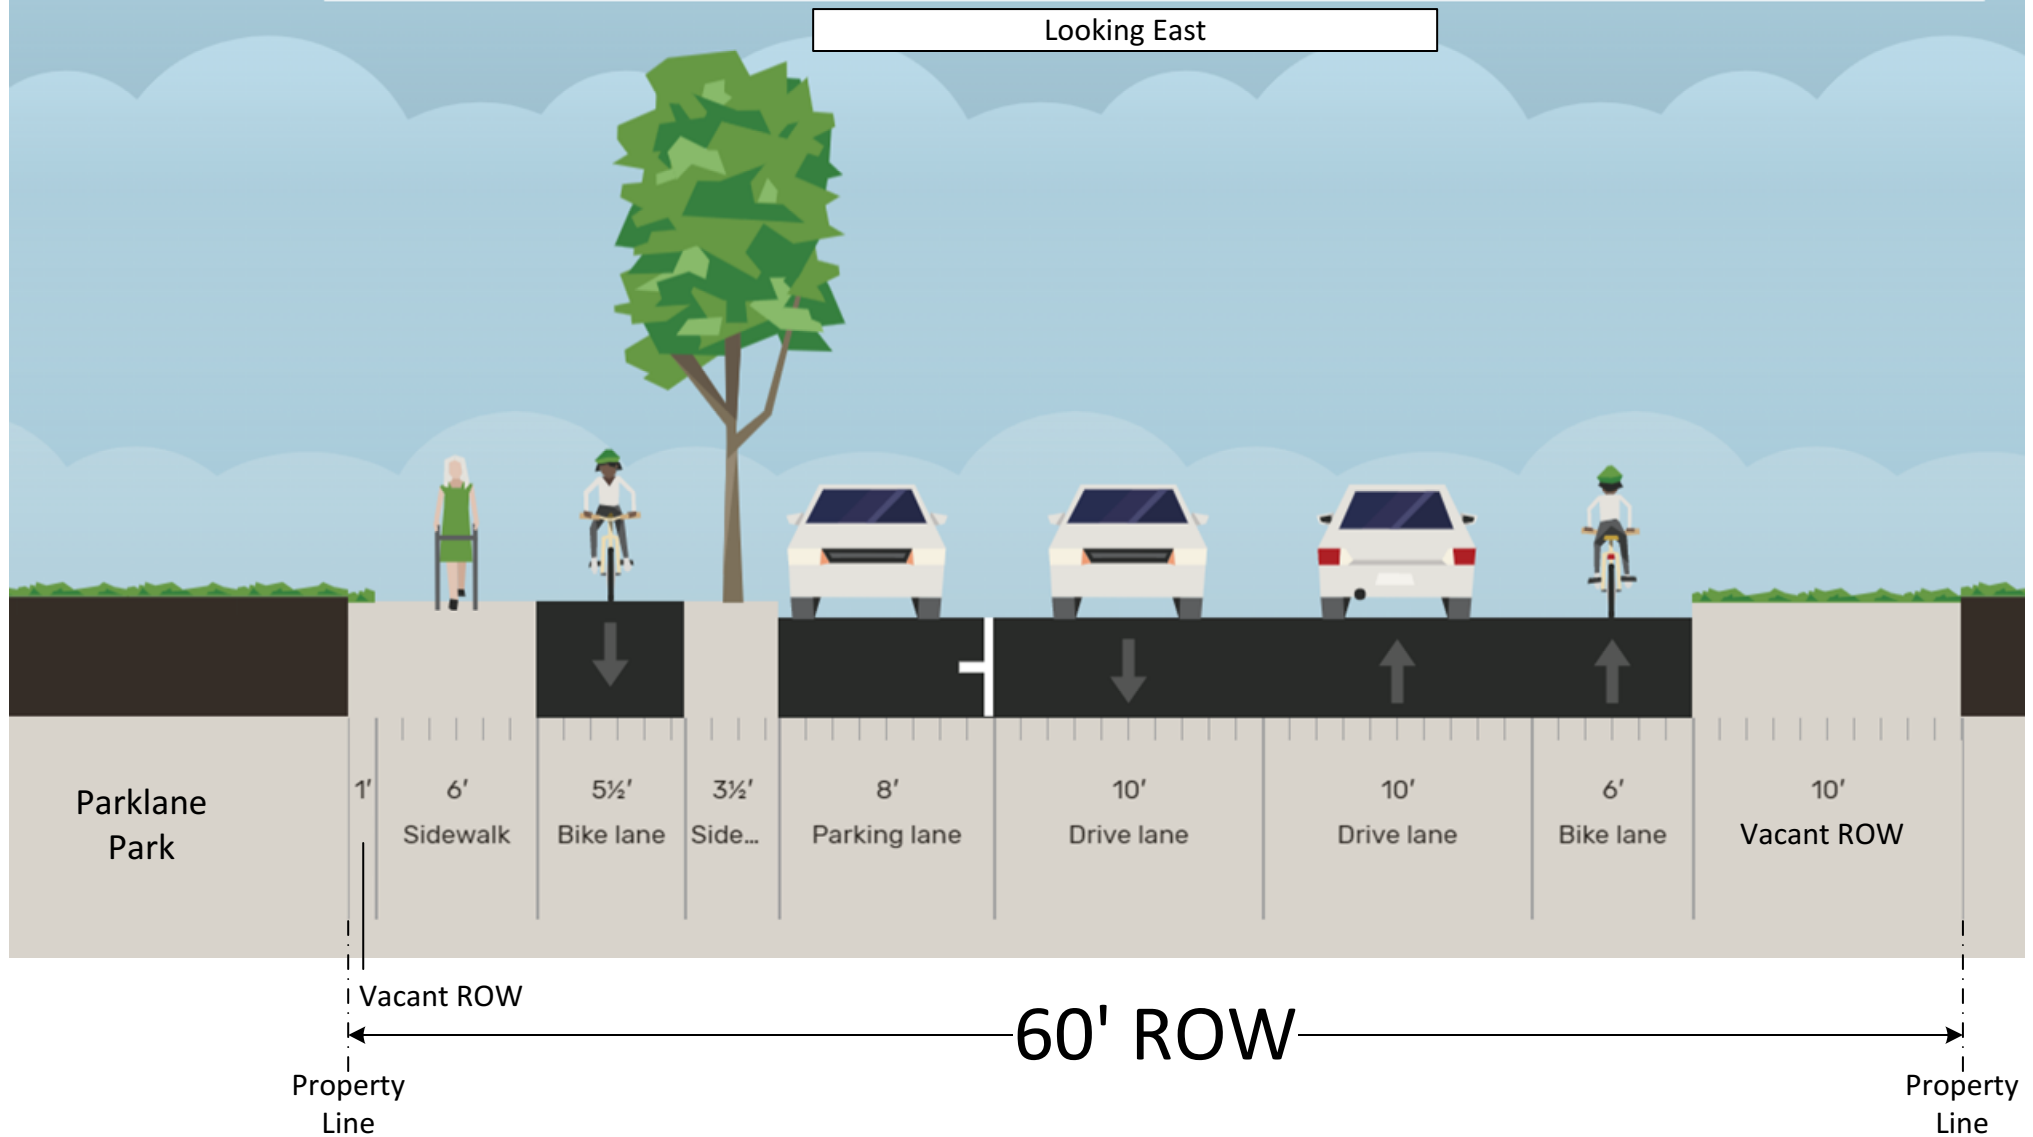 Looking East
1' 6' 5½' 3½' 8' 10' 10' 6' 10'
Sidewalk Bike lane Side... Parking lane Drive lane Drive lane Bike lane Vacant ROW
Parklane
Park
Vacant ROW
60' ROW
Property
Line
Property
Line